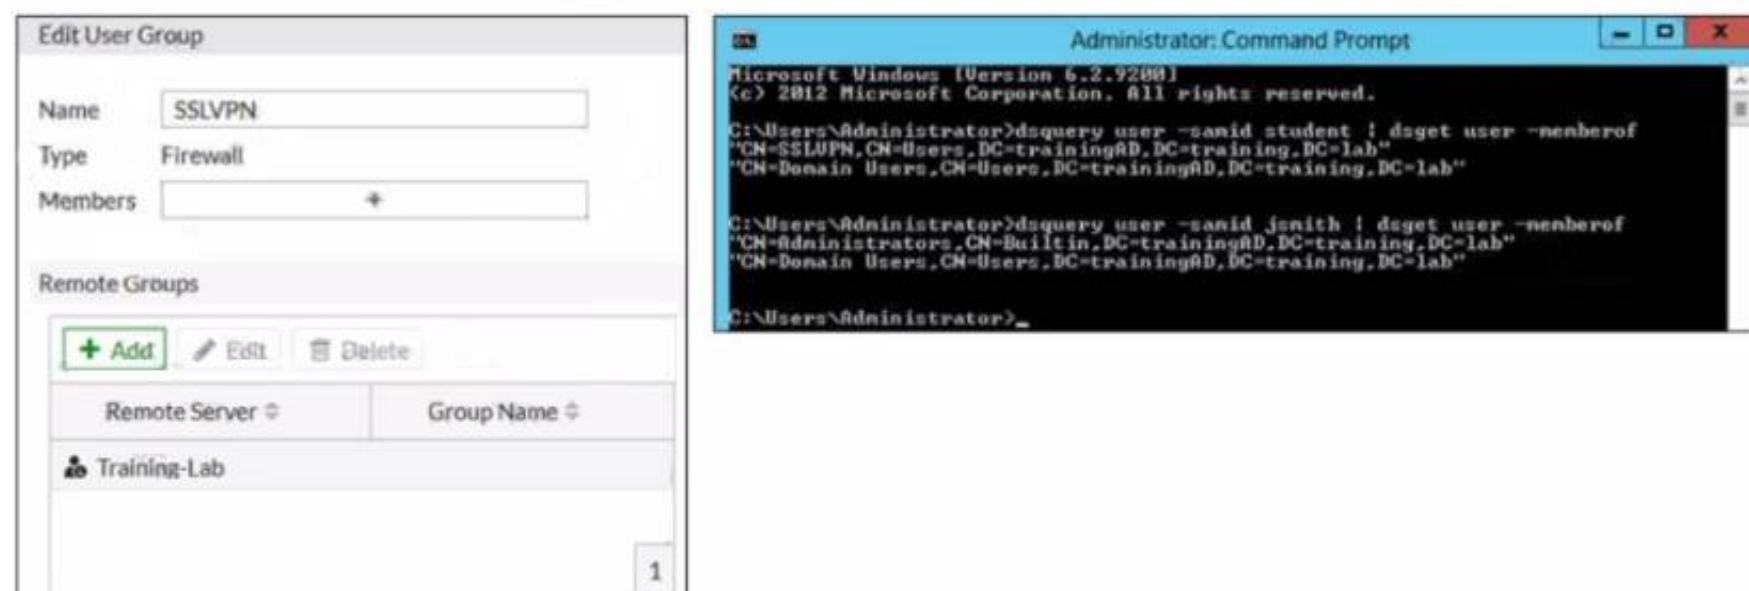 Edit User Group
Name SSLVPN
Type Firewall
Members +
Remote Groups
+ Add Edit Delete
Remote Server Group Name
Training-Lab
1
Administrator: Command Prompt
Microsoft Windows [Version 6.2.9200]
(c) 2012 Microsoft Corporation. All rights reserved.
C:\Users\Administrator>dsquery user -samid student | dsget user -memberof
"CN=SSLVPN,CN=Users,DC=trainingAD,DC=training,DC=lab"
"CN=Domain Users,CN=Users,DC=trainingAD,DC=training,DC=lab"
C:\Users\Administrator>dsquery user -samid jsmith | dsget user -memberof
"CN=Administrators,CN=Builtin,DC=trainingAD,DC=training,DC=lab"
"CN=Domain Users,CN=Users,DC=trainingAD,DC=training,DC=lab"
C:\Users\Administrator>_